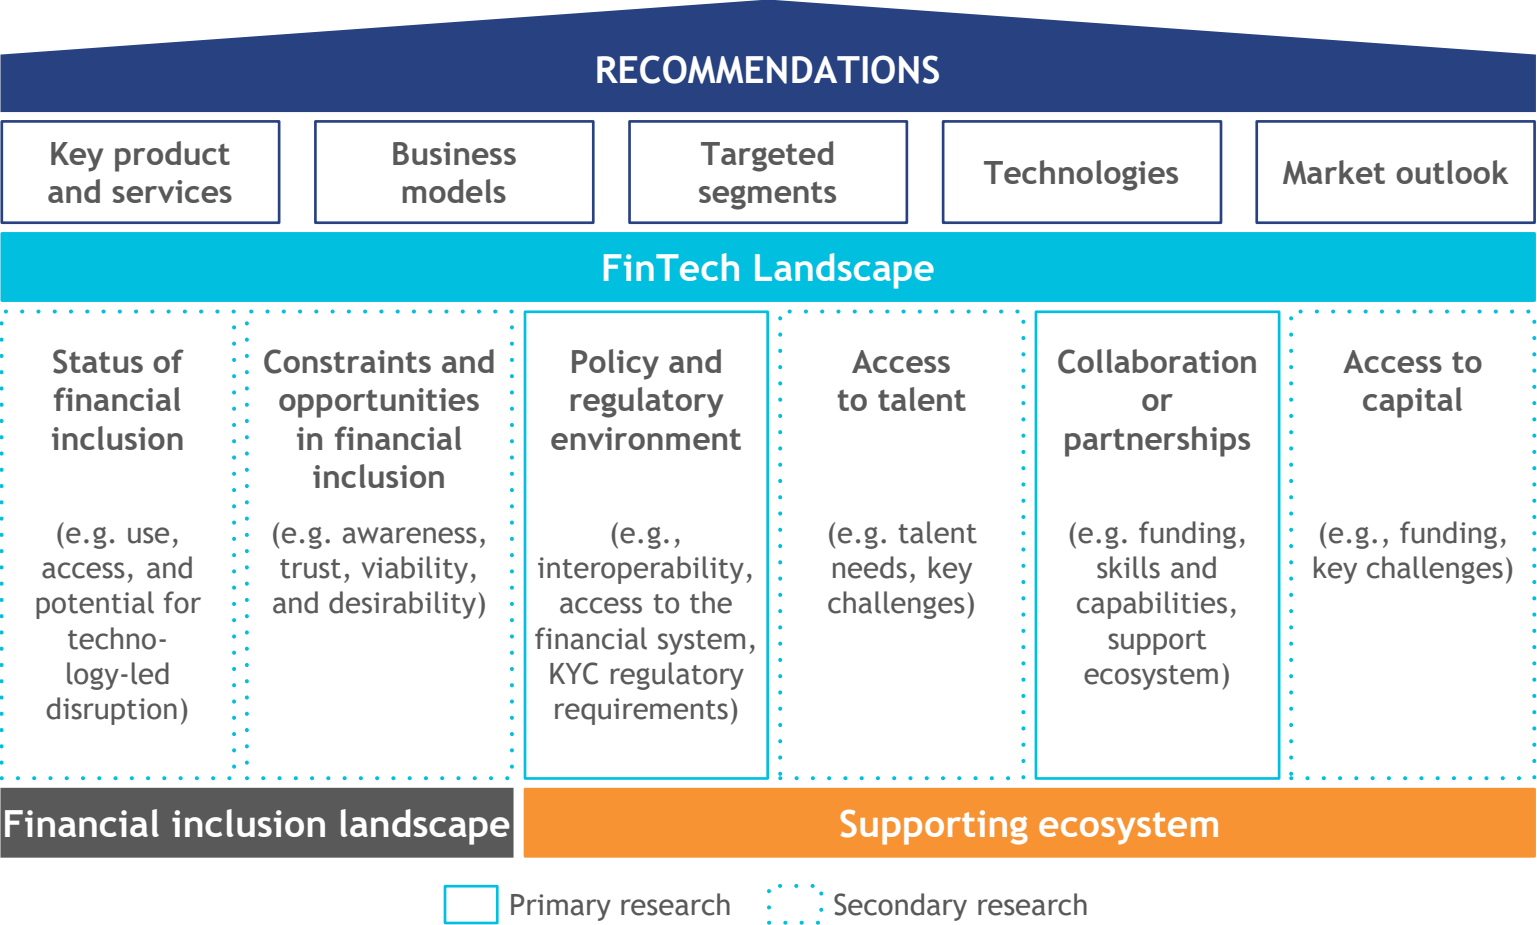 RECOMMENDATIONS
Key product
and services
Business
models
Targeted
segments
Technologies
Market outlook
FinTech Landscape
Status of
financial
inclusion
(e.g. use,
access, and
potential for
techno-
logy-led
disruption)
Constraints and
opportunities
in financial
inclusion
(e.g. awareness,
trust, viability,
and desirability)
Policy and
regulatory
environment
(e.g.,
interoperability,
access to the
financial system,
KYC regulatory
requirements)
Access
to talent
(e.g. talent
needs, key
challenges)
Collaboration
or
partnerships
(e.g. funding,
skills and
capabilities,
support
ecosystem)
Access to
capital
(e.g., funding,
key challenges)
Financial inclusion landscape
Supporting ecosystem
Primary research
Secondary research